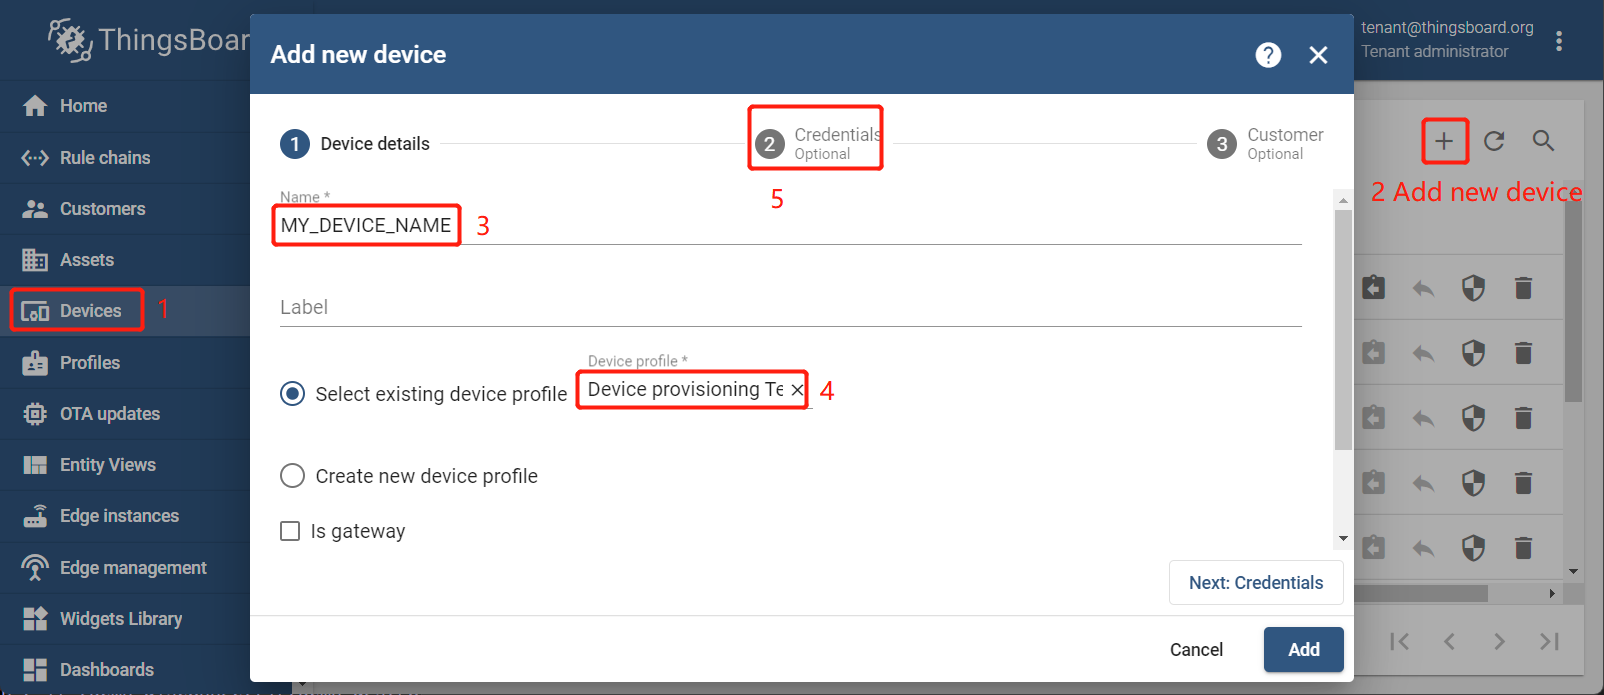 ThingsBoar
Add new device
?
tenant@thingsboard.org
Tenant administrator
Home
Rule chains
Customers
Assets
Devices
1
Profiles
OTA updates
Entity Views
Edge instances
Edge management
Widgets Library
Dashboards
1 Device details
2 Credentials
Optional
3 Customer
Optional
5
2 Add new device
Name *
MY_DEVICE_NAME
3
Label
Select existing device profile
Device profile *
Device provisioning Te
4
Create new device profile
Is gateway
Next: Credentials
Cancel
Add